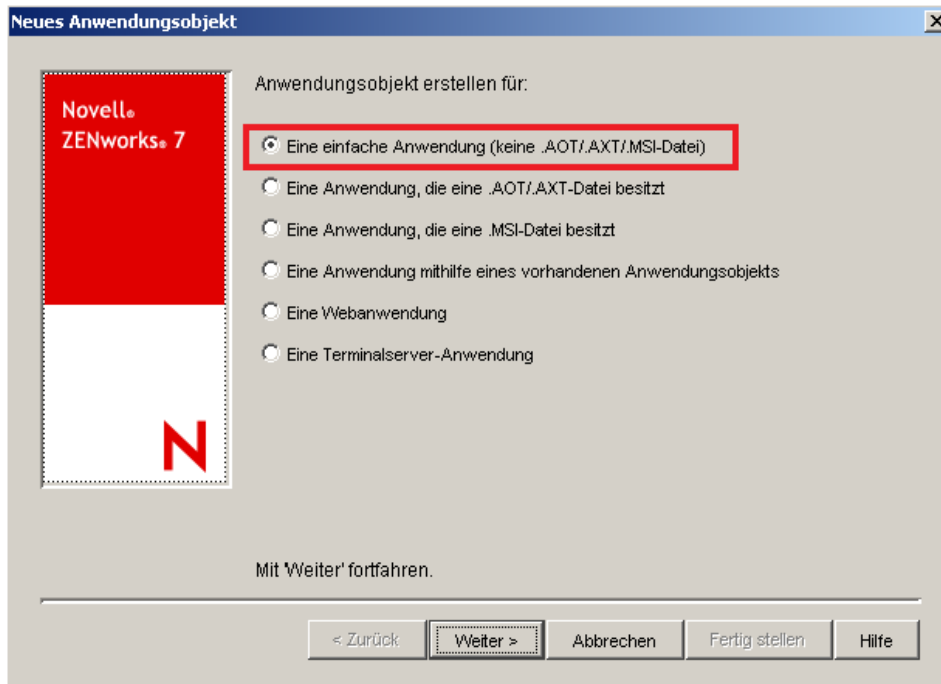 Neues Anwendungsobjekt
Novell®
ZENworks® 7
Anwendungsobjekt erstellen für:
Eine einfache Anwendung (keine .AOT/.AXT/.MSI-Datei)
Eine Anwendung, die eine .AOT/.AXT-Datei besitzt
Eine Anwendung, die eine .MSI-Datei besitzt
Eine Anwendung mithilfe eines vorhandenen Anwendungsobjekts
Eine Webanwendung
Eine Terminalserver-Anwendung
N
Mit 'Weiter' fortfahren.
< Zurück Weiter > Abbrechen Fertig stellen Hilfe